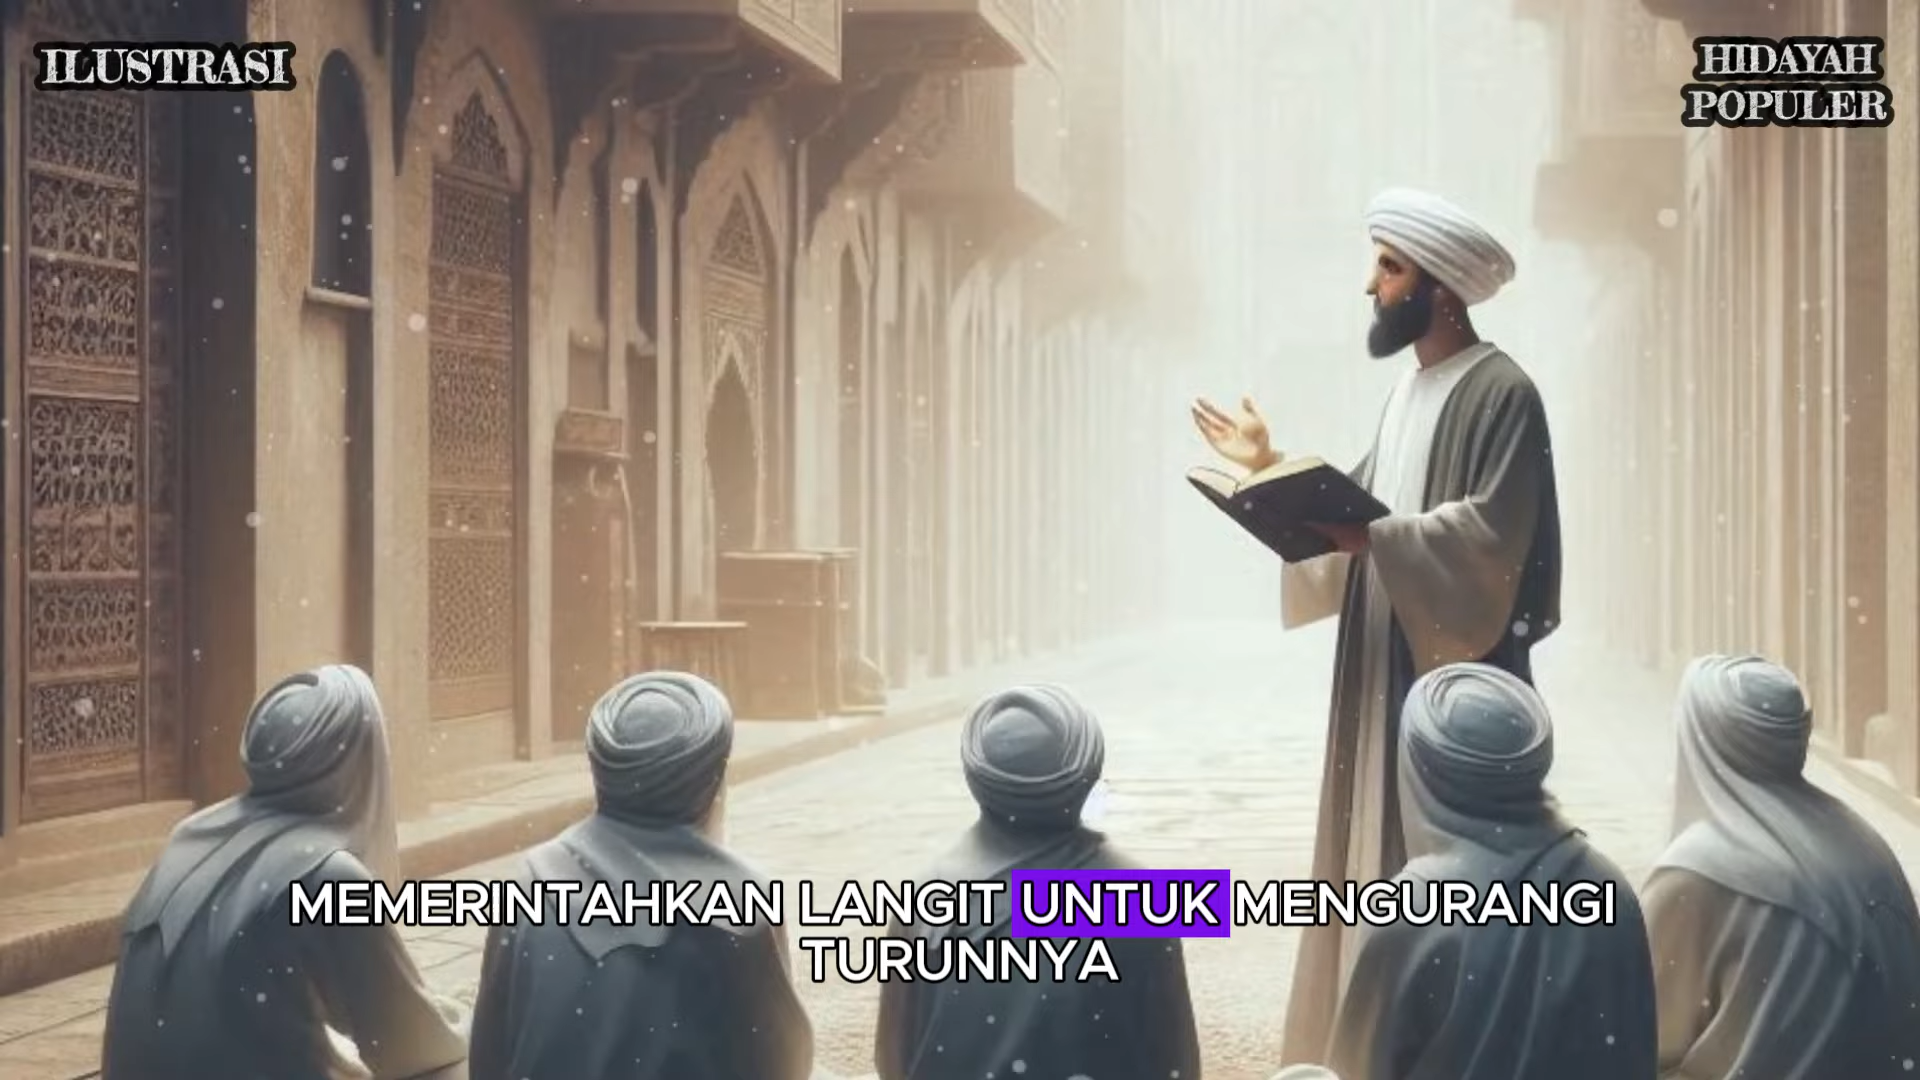 ILUSTRASI
HIDAYAH
POPULER
MEMERINTAHKAN LANGIT UNTUK MENGURANGI
TURUNNYA